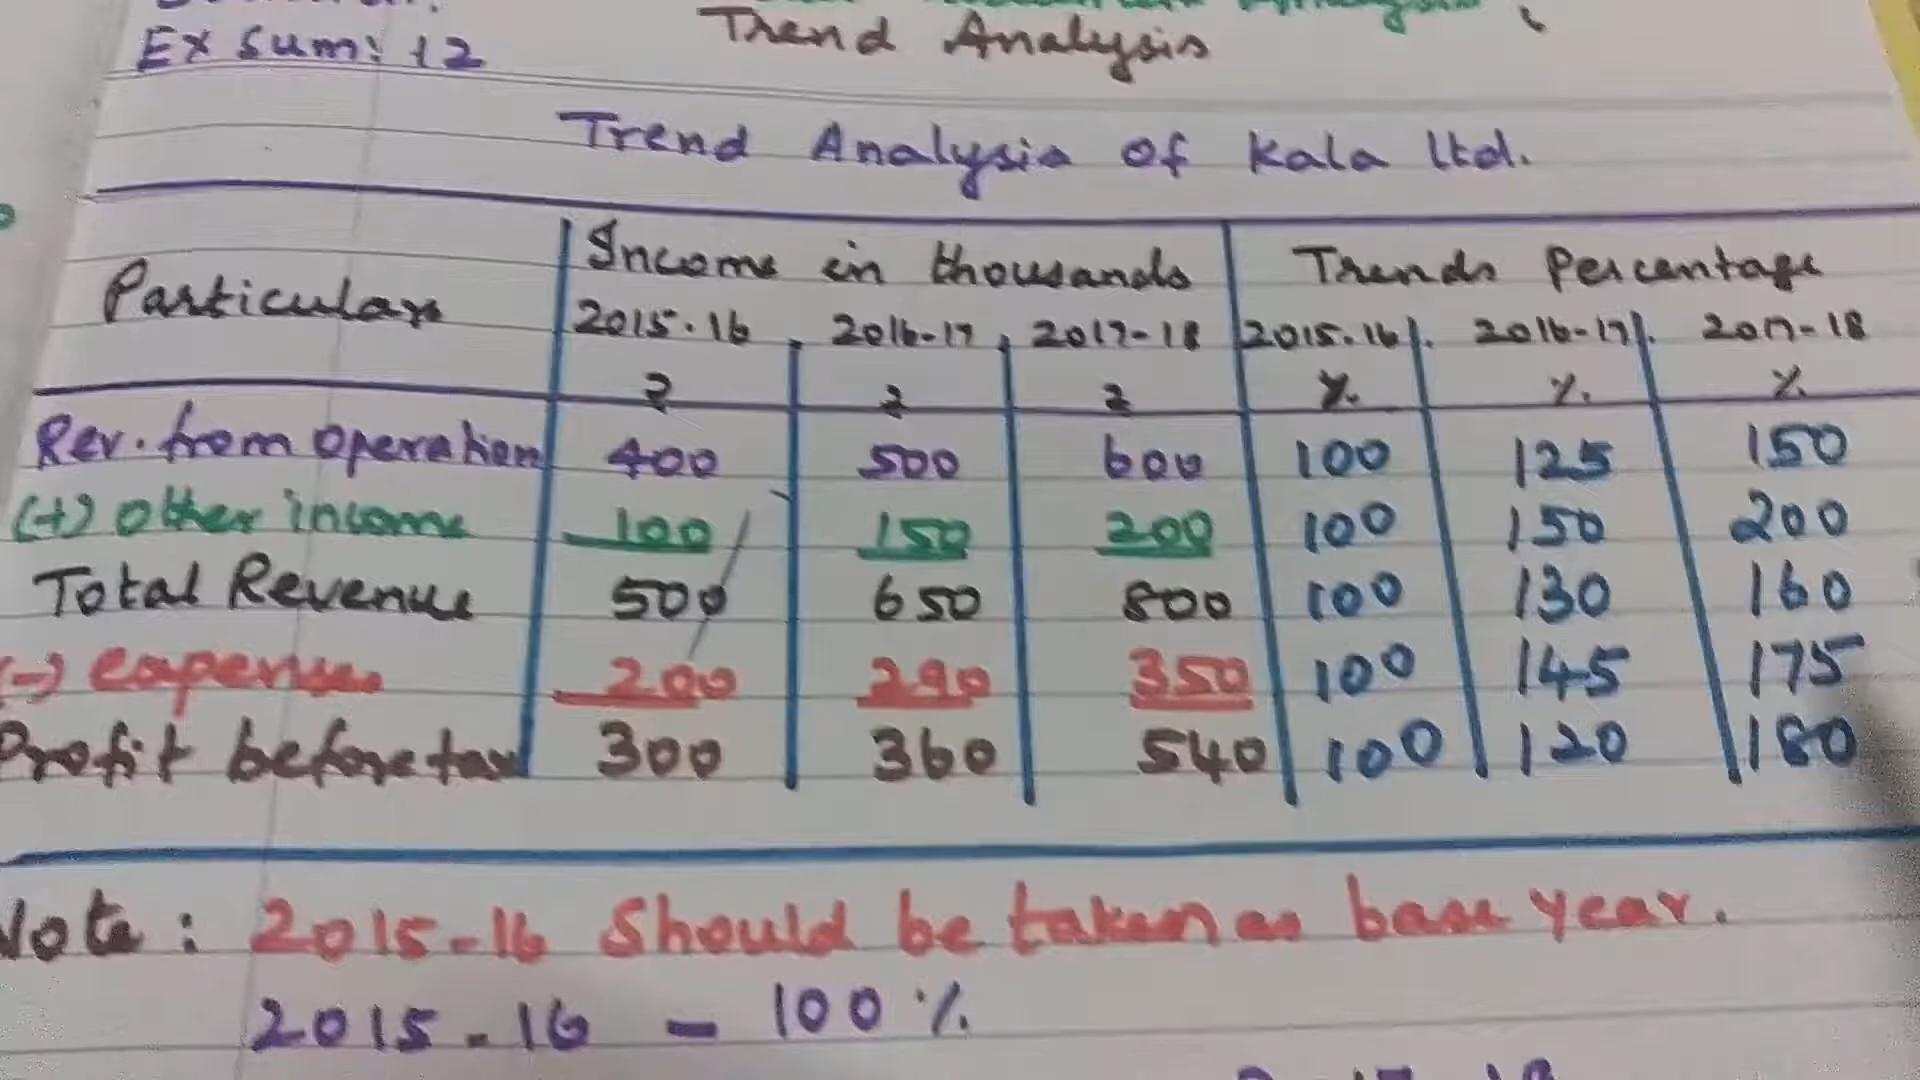 Ex Sum: 12
Trend Analysis
Trend Analysis of Kala Ltd.
Particulars Income in thousands Trends Percentage
2015-16 2016-17 2017-18 2015-16 2016-17 2017-18
₹ ₹ ₹ % % %
Rev. from Operation 400 500 600 100 125 150
(+) Other income 100 150 200 100 150 200
Total Revenue 500 650 800 100 130 160
(-) expenses 200 290 350 100 145 175
Profit before tax 300 360 540 100 120 180
Note: 2015-16 Should be taken as base year.
2015-16 - 100 %